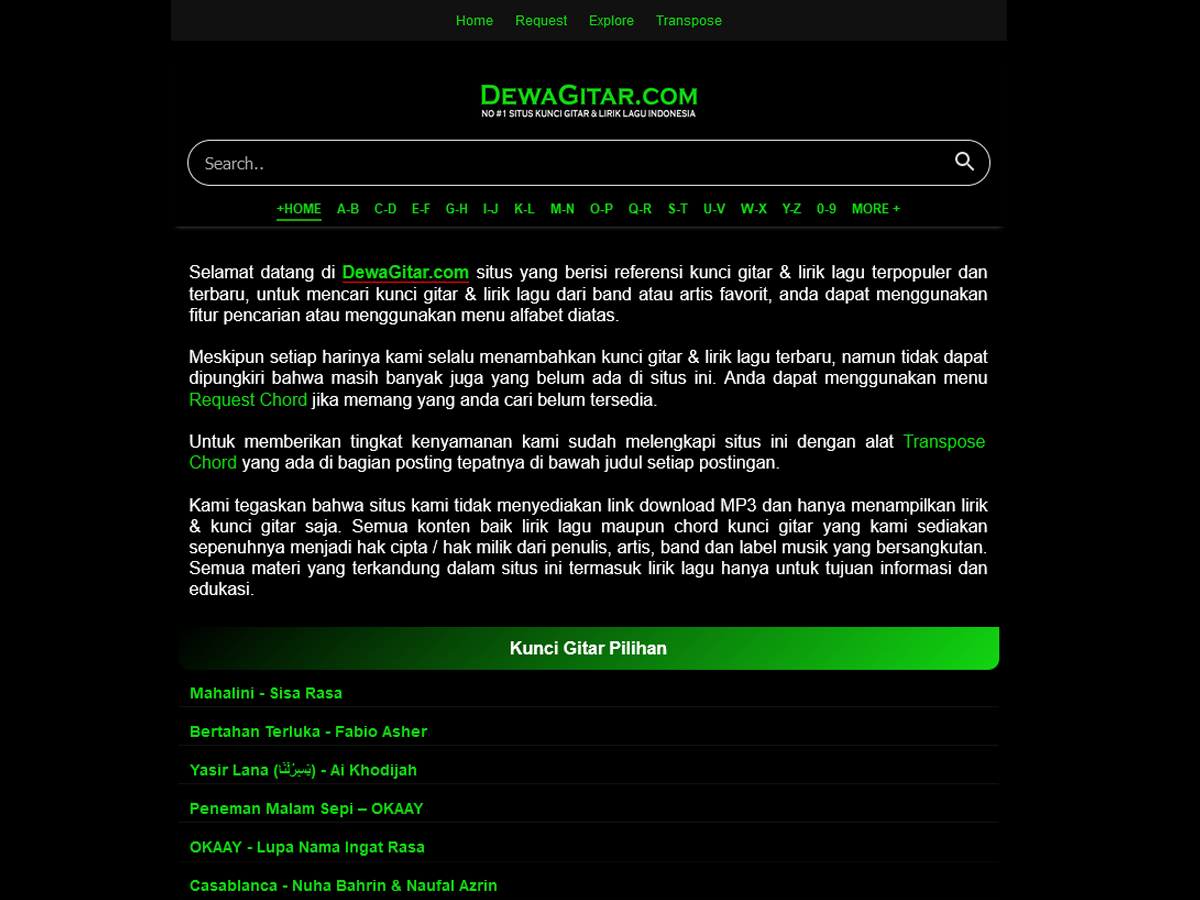 Home Request Explore Transpose
DEWAGITAR.COM
NO #1 SITUS KUNCI GITAR & LIRIK LAGU INDONESIA
Search..
+HOME A-B C-D E-F G-H I-J K-L M-N O-P Q-R S-T U-V W-X Y-Z 0-9 MORE +
Selamat datang di DewaGitar.com situs yang berisi referensi kunci gitar & lirik lagu terpopuler dan
terbaru, untuk mencari kunci gitar & lirik lagu dari band atau artis favorit, anda dapat menggunakan
fitur pencarian atau menggunakan menu alfabet diatas.
Meskipun setiap harinya kami selalu menambahkan kunci gitar & lirik lagu terbaru, namun tidak dapat
dipungkiri bahwa masih banyak juga yang belum ada di situs ini. Anda dapat menggunakan menu
Request Chord jika memang yang anda cari belum tersedia.
Untuk memberikan tingkat kenyamanan kami sudah melengkapi situs ini dengan alat Transpose
Chord yang ada di bagian posting tepatnya di bawah judul setiap postingan.
Kami tegaskan bahwa situs kami tidak menyediakan link download MP3 dan hanya menampilkan lirik
& kunci gitar saja. Semua konten baik lirik lagu maupun chord kunci gitar yang kami sediakan
sepenuhnya menjadi hak cipta / hak milik dari penulis, artis, band dan label musik yang bersangkutan.
Semua materi yang terkandung dalam situs ini termasuk lirik lagu hanya untuk tujuan informasi dan
edukasi.
Kunci Gitar Pilihan
Mahalini - Sisa Rasa
Bertahan Terluka - Fabio Asher
Yasir Lana (يَسِرْلَنَا) - Ai Khodijah
Peneman Malam Sepi – OKAAY
OKAAY - Lupa Nama Ingat Rasa
Casablanca - Nuha Bahrin & Naufal Azrin